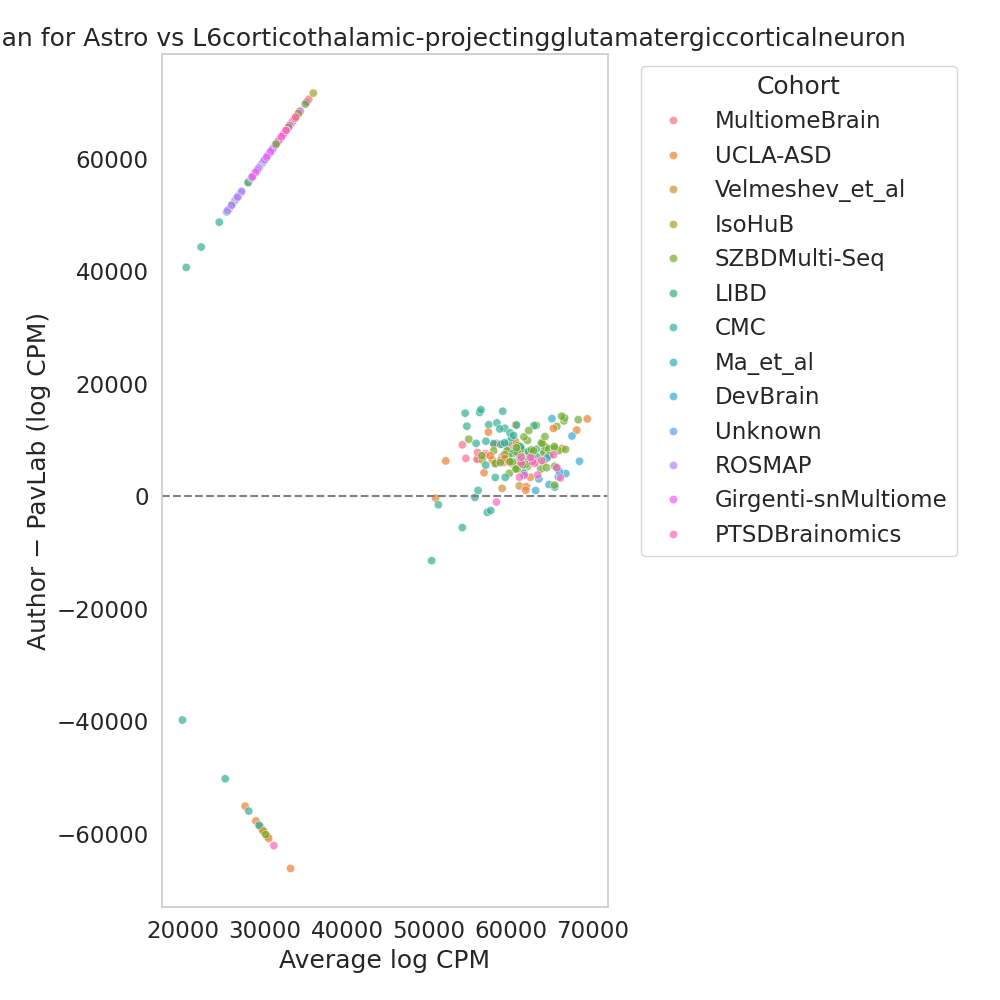 an for Astro vs L6corticothalamic-projectingglutamatergiccorticalneuron
Cohort
MultiomeBrain
UCLA-ASD
Velmeshev_et_al
IsoHuB
SZBDMulti-Seq
LIBD
CMC
Ma_et_al
DevBrain
Unknown
ROSMAP
Girgenti-snMultiome
PTSDBrainomics
Author − PavLab (log CPM)
60000
40000
20000
0
−20000
−40000
−60000
20000 30000 40000 50000 60000 70000
Average log CPM